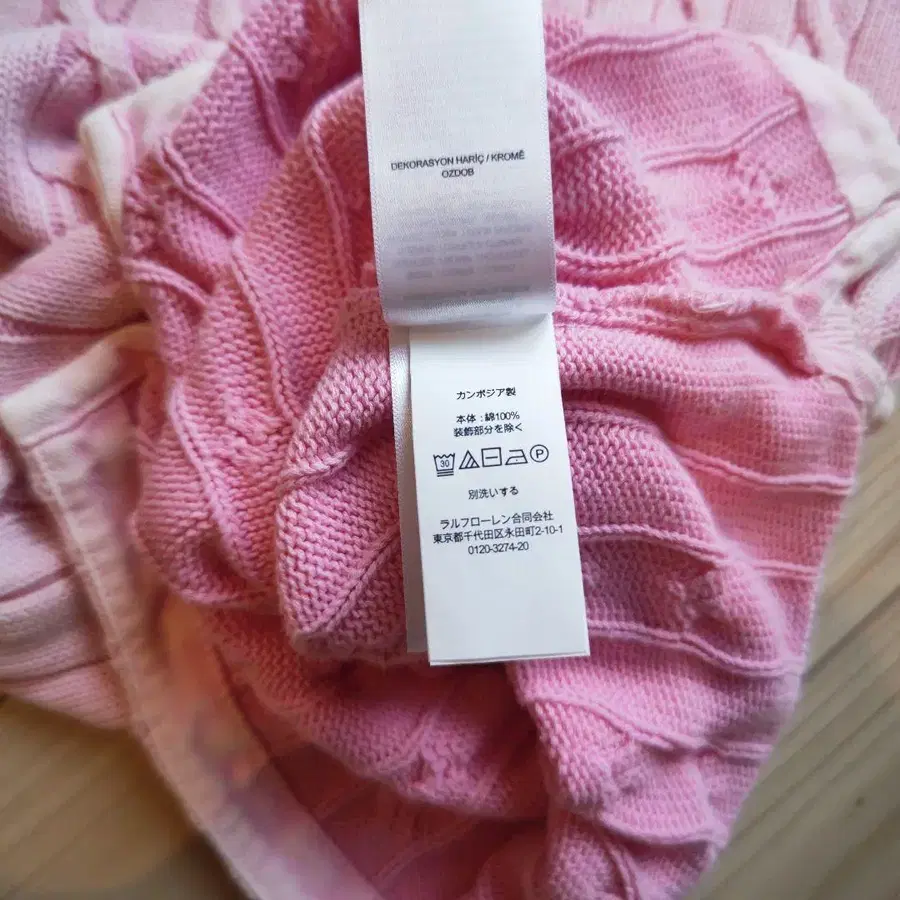 DEKORASYON HARİÇ / KROMĚ
OZDOB
カンボジア製
本体 : 綿100%
装飾部分を除く
30
P
別洗いする
ラルフローレン合同会社
東京都千代田区永田町2-10-1
0120-3274-20